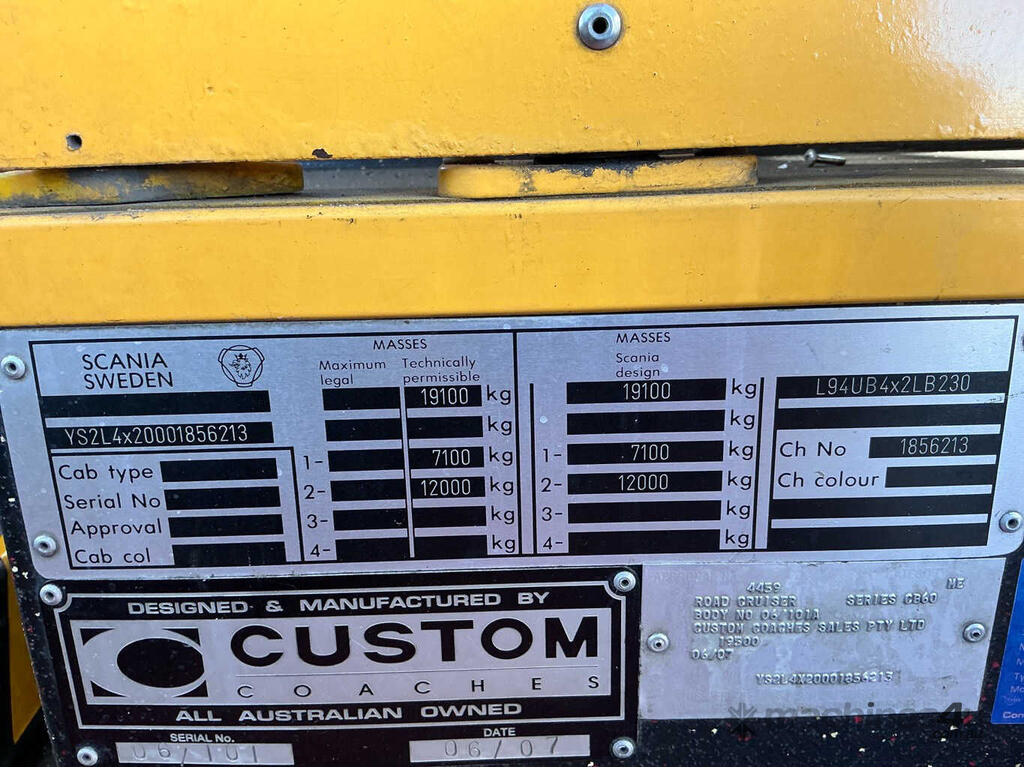 SCANIA
SWEDEN
YS2L4x20001856213
Cab type
Serial No
Approval
Cab col
MASSES
Maximum legal
Technically permissible
19100 kg
kg
1- 7100 kg
2- 12000 kg
3- kg
4- kg
MASSES
Scania design
19100 kg
kg
1- 7100 kg
2- 12000 kg
3- kg
4- kg
L94UB4x2LB230
Ch No 1856213
Ch colour
DESIGNED & MANUFACTURED BY
CUSTOM
COACHES
ALL AUSTRALIAN OWNED
SERIAL No. DATE
06/101 06/07
4459 ME
ROAD CRUISER SERIES CB60
BODY NO 06/101A
CUSTOM COACHES SALES PTY LTD
19500
06/07
YS2L4X20001856213